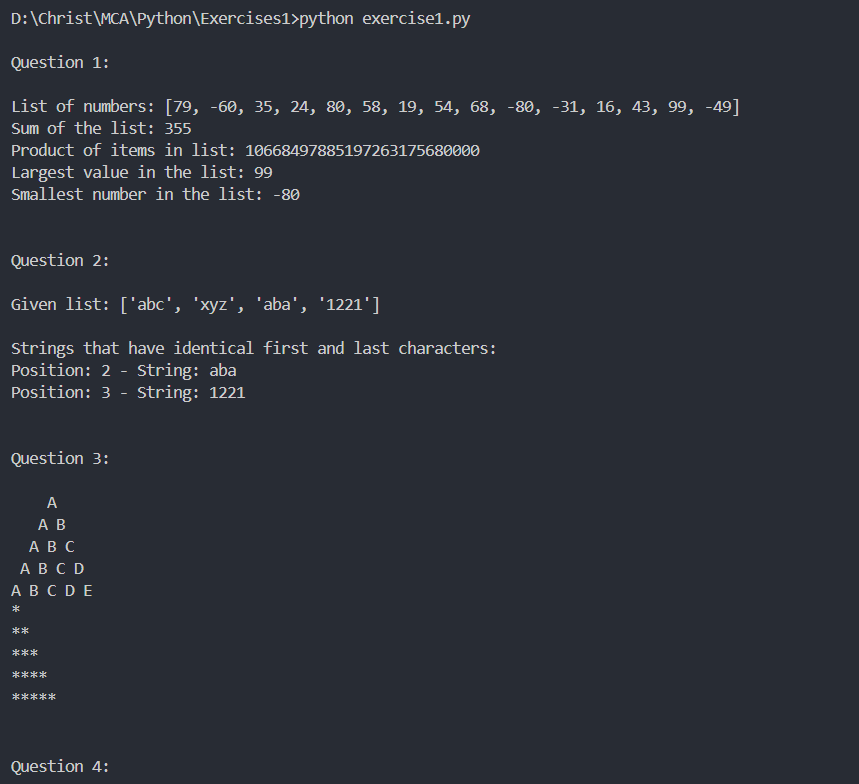 D:\Christ\MCA\Python\Exercises1>python exercise1.py
Question 1:
List of numbers: [79, -60, 35, 24, 80, 58, 19, 54, 68, -80, -31, 16, 43, 99, -49]
Sum of the list: 355
Product of items in list: 10668497885197263175680000
Largest value in the list: 99
Smallest number in the list: -80
Question 2:
Given list: ['abc', 'xyz', 'aba', '1221']
Strings that have identical first and last characters:
Position: 2 - String: aba
Position: 3 - String: 1221
Question 3:
    A
   A B
  A B C
 A B C D
A B C D E
*
**
***
****
*****
Question 4: